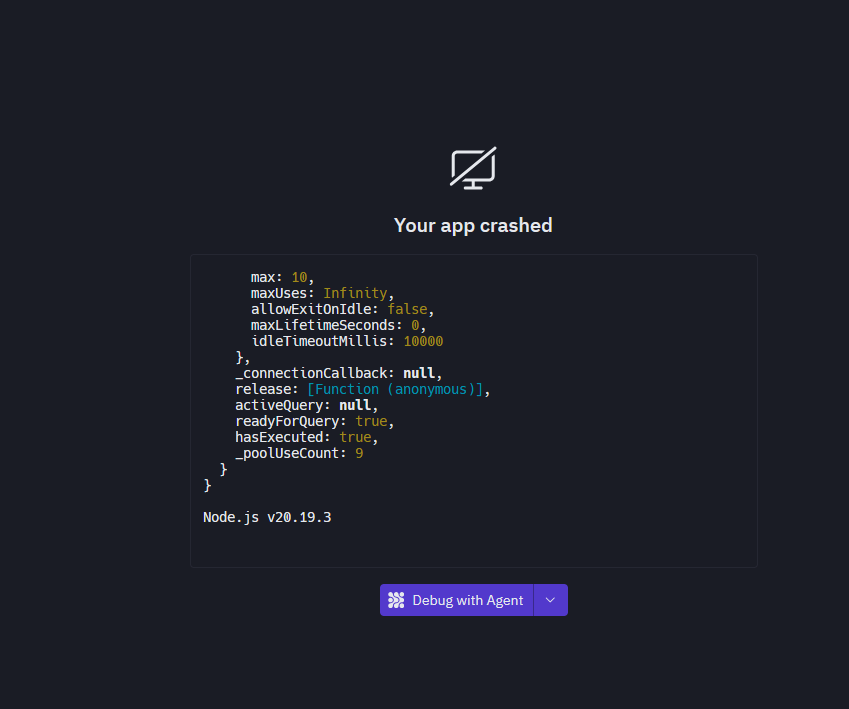 Your app crashed
max: 10,
maxUses: Infinity,
allowExitOnIdle: false,
maxLifetimeSeconds: 0,
idleTimeoutMillis: 10000
},
_connectionCallback: null,
release: [Function (anonymous)],
activeQuery: null,
readyForQuery: true,
hasExecuted: true,
_poolUseCount: 9
}
}
Node.js v20.19.3
Debug with Agent